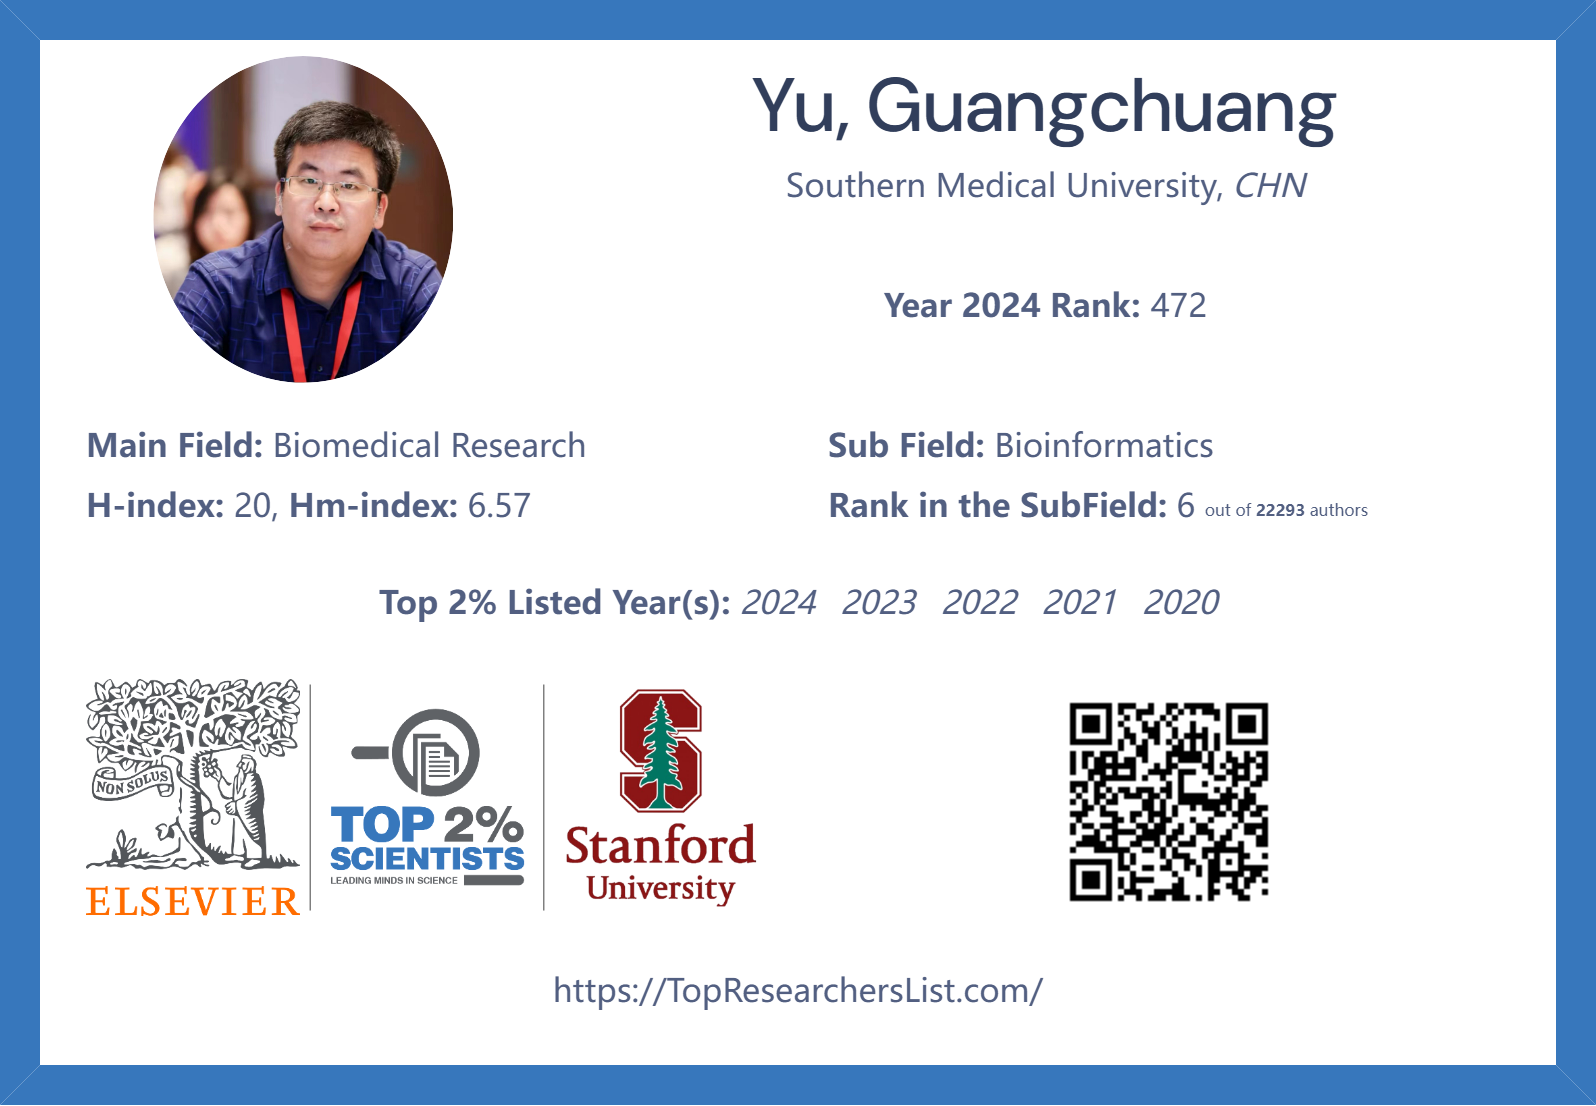 Yu, Guangchuang
Southern Medical University, CHN
Year 2024 Rank: 472
Main Field: Biomedical Research
Sub Field: Bioinformatics
H-index: 20, Hm-index: 6.57
Rank in the SubField: 6 out of 22293 authors
Top 2% Listed Year(s): 2024 2023 2022 2021 2020
NON SOLUS
ELSEVIER
TOP 2%
SCIENTISTS
LEADING MINDS IN SCIENCE
Stanford
University
https://TopResearchersList.com/